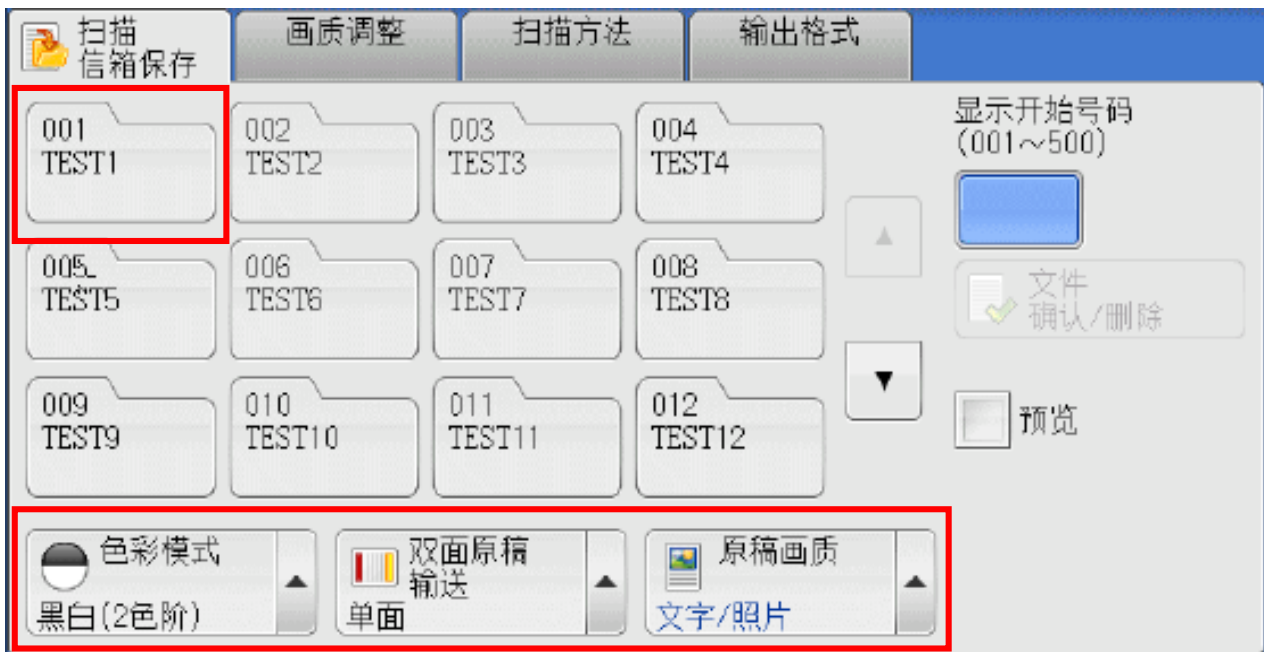 扫描
信箱保存
画质调整
扫描方法
输出格式
001
TEST1
002
TEST2
003
TEST3
004
TEST4
显示开始号码
(001～500)
005
TEST5
006
TEST6
007
TEST7
008
TEST8
文件
确认/删除
009
TEST9
010
TEST10
011
TEST11
012
TEST12
预览
色彩模式
黑白(2色阶)
双面原稿
输送
单面
原稿画质
文字/照片